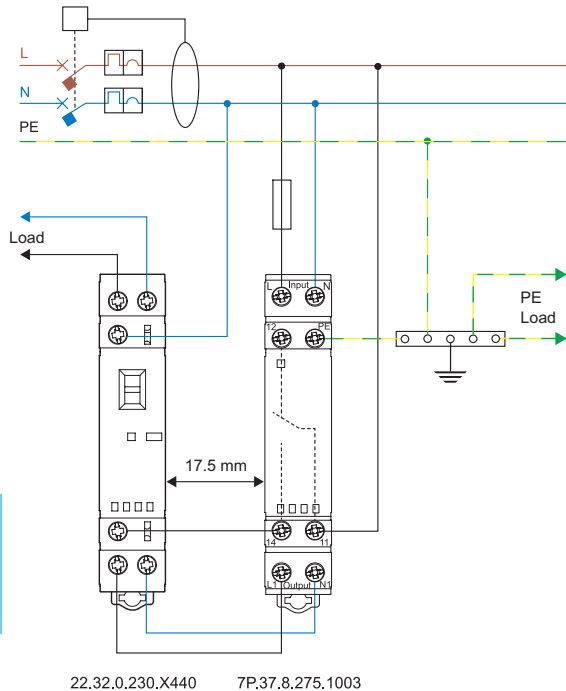 L
N
PE
Load
L Input N
12 PE
PE
Load
17.5 mm
14 11
L1 Output N1
22.32.0.230.X440 7P.37.8.275.1003